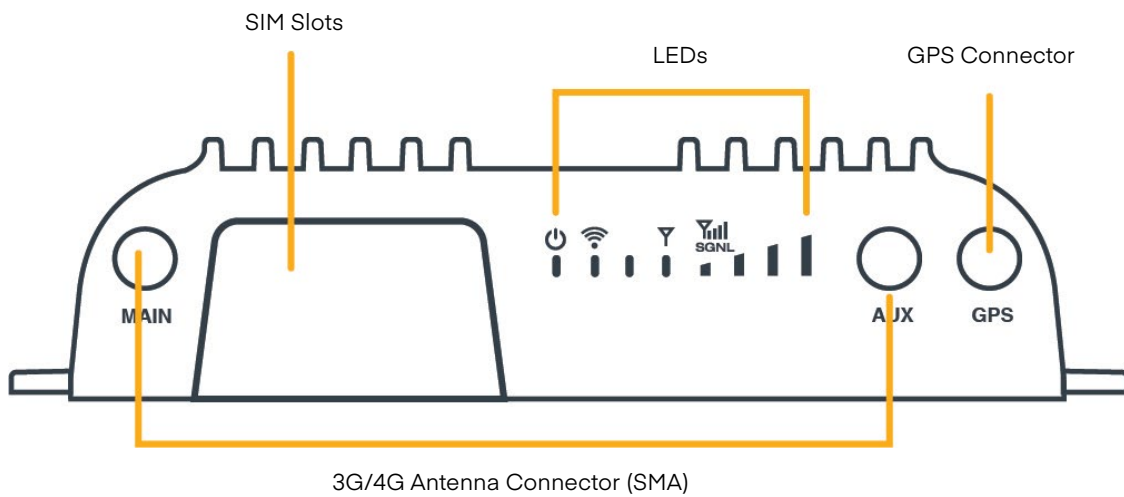 SIM Slots
LEDs
GPS Connector
SGNL
MAIN
AUX
GPS
3G/4G Antenna Connector (SMA)